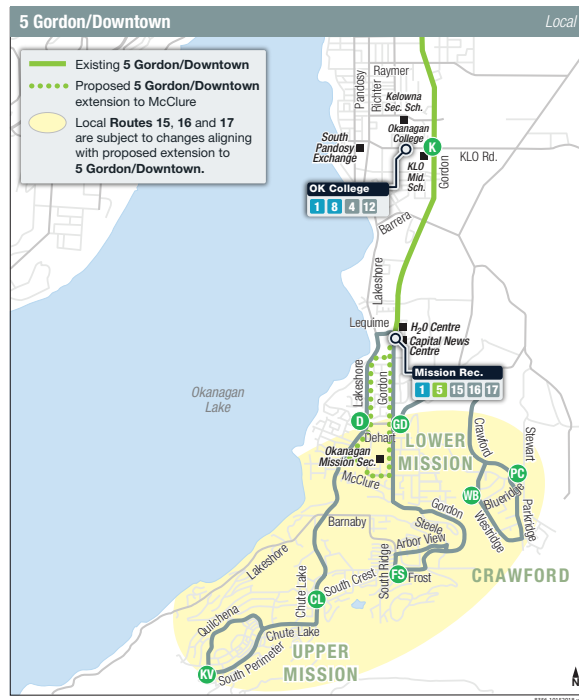 5 Gordon/Downtown
Local
Existing 5 Gordon/Downtown
Proposed 5 Gordon/Downtown
extension to McClure
Local Routes 15, 16 and 17
are subject to changes aligning
with proposed extension to
5 Gordon/Downtown.
Pandosy
Richter
Raymer
Kelowna
Sec. Sch.
Okanagan
College
South
Pandosy
Exchange
K
KLO
Mid.
Sch.
Gordon
KLO Rd.
OK College
1 8 4 12
Barrera
Lakeshore
Lequime
H2O Centre
Capital News
Centre
Mission Rec.
1 5 15 16 17
Okanagan
Lake
Lakeshore
Gordon
D
GD
Dehart
LOWER
MISSION
Okanagan
Mission Sec.
McClure
Crawford
Stewart
PC
WB
Blueridge
Westridge
Parkridge
Gordon
Steele
Arbor View
Barnaby
Lakeshore
South Ridge
FS
Frost
CRAWFORD
Chute Lake
South Crest
CL
Quilchena
Chute Lake
South Perimeter
KV
UPPER
MISSION
N